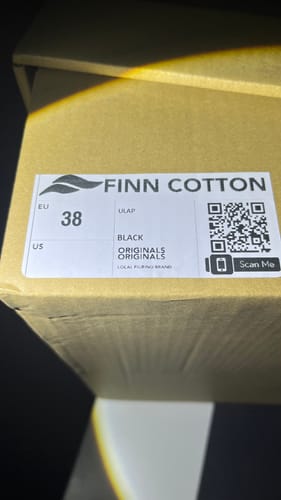 FINN COTTON
EU
38
ULAP
BLACK
US
ORIGINALS
ORIGINALS
LOCAL FILIPINO BRAND
Scan Me